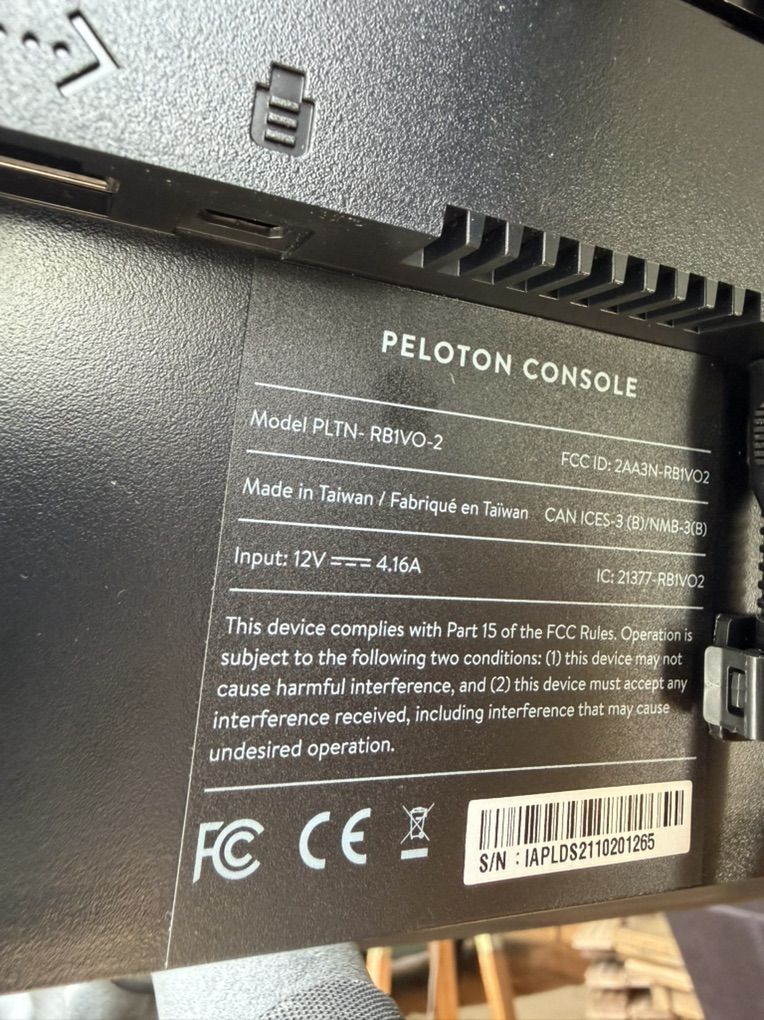 PELOTON CONSOLE
Model PLTN- RB1VO-2
FCC ID: 2AA3N-RB1VO2
Made in Taiwan / Fabriqué en Taïwan
CAN ICES-3 (B)/NMB-3(B)
Input: 12V 4.16A
IC: 21377-RB1VO2
This device complies with Part 15 of the FCC Rules. Operation is
subject to the following two conditions: (1) this device may not
cause harmful interference, and (2) this device must accept any
interference received, including interference that may cause
undesired operation.
FC CE
S/N : IAPLDS2110201265